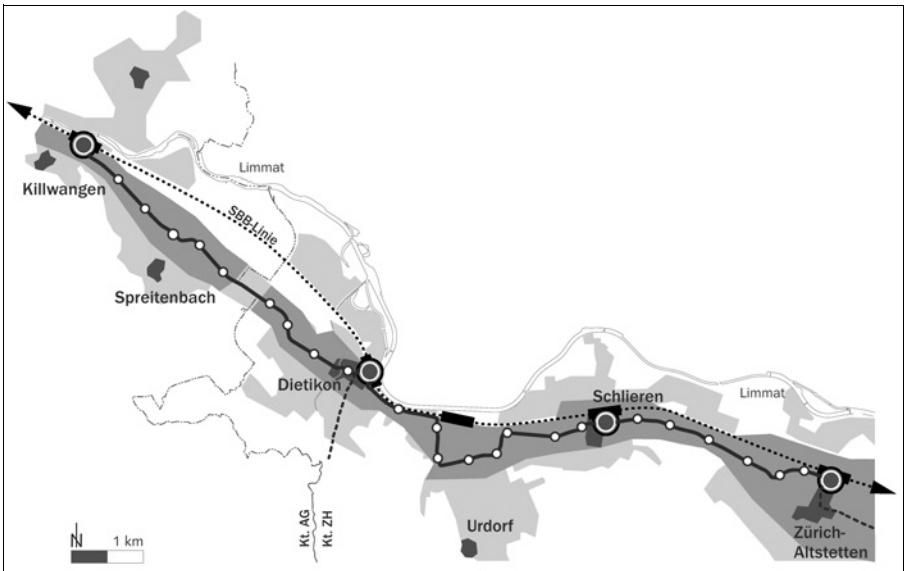 Limmat
Killwangen
SBB-Linie
Spreitenbach
Dietikon
Schlieren
Limmat
Kt. AG
Kt. ZH
Urdorf
Zürich-
Altstetten
N
1 km